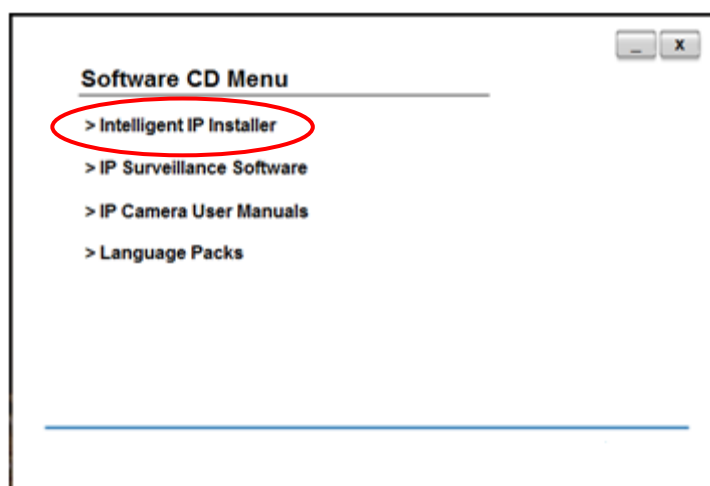 _ X
Software CD Menu
> Intelligent IP Installer
> IP Surveillance Software
> IP Camera User Manuals
> Language Packs